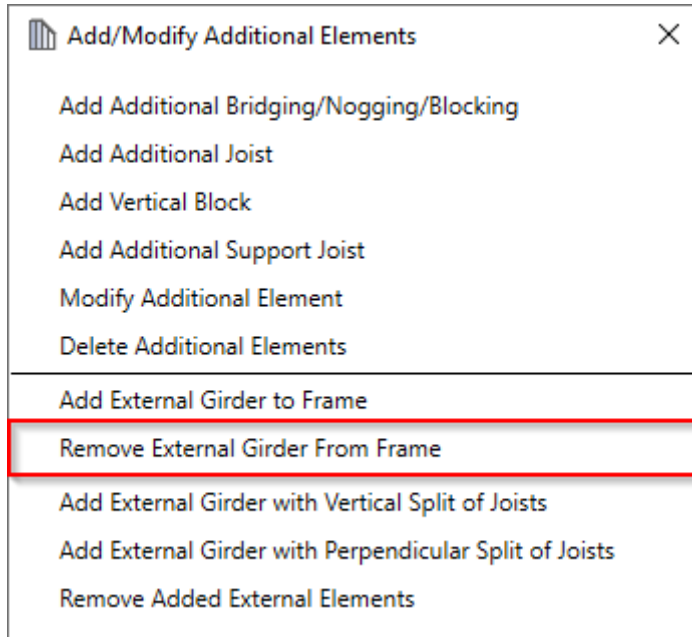 Add/Modify Additional Elements
Add Additional Bridging/Nogging/Blocking
Add Additional Joist
Add Vertical Block
Add Additional Support Joist
Modify Additional Element
Delete Additional Elements
Add External Girder to Frame
Remove External Girder From Frame
Add External Girder with Vertical Split of Joists
Add External Girder with Perpendicular Split of Joists
Remove Added External Elements